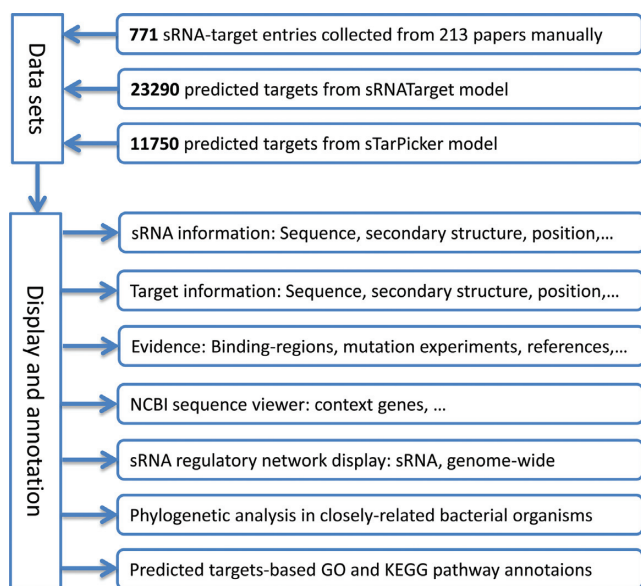 Data sets
771 sRNA-target entries collected from 213 papers manually
23290 predicted targets from sRNATarget model
11750 predicted targets from sTarPicker model
Display and annotation
sRNA information: Sequence, secondary structure, position,...
Target information: Sequence, secondary structure, position,...
Evidence: Binding-regions, mutation experiments, references,...
NCBI sequence viewer: context genes, ...
sRNA regulatory network display: sRNA, genome-wide
Phylogenetic analysis in closely-related bacterial organisms
Predicted targets-based GO and KEGG pathway annotaions